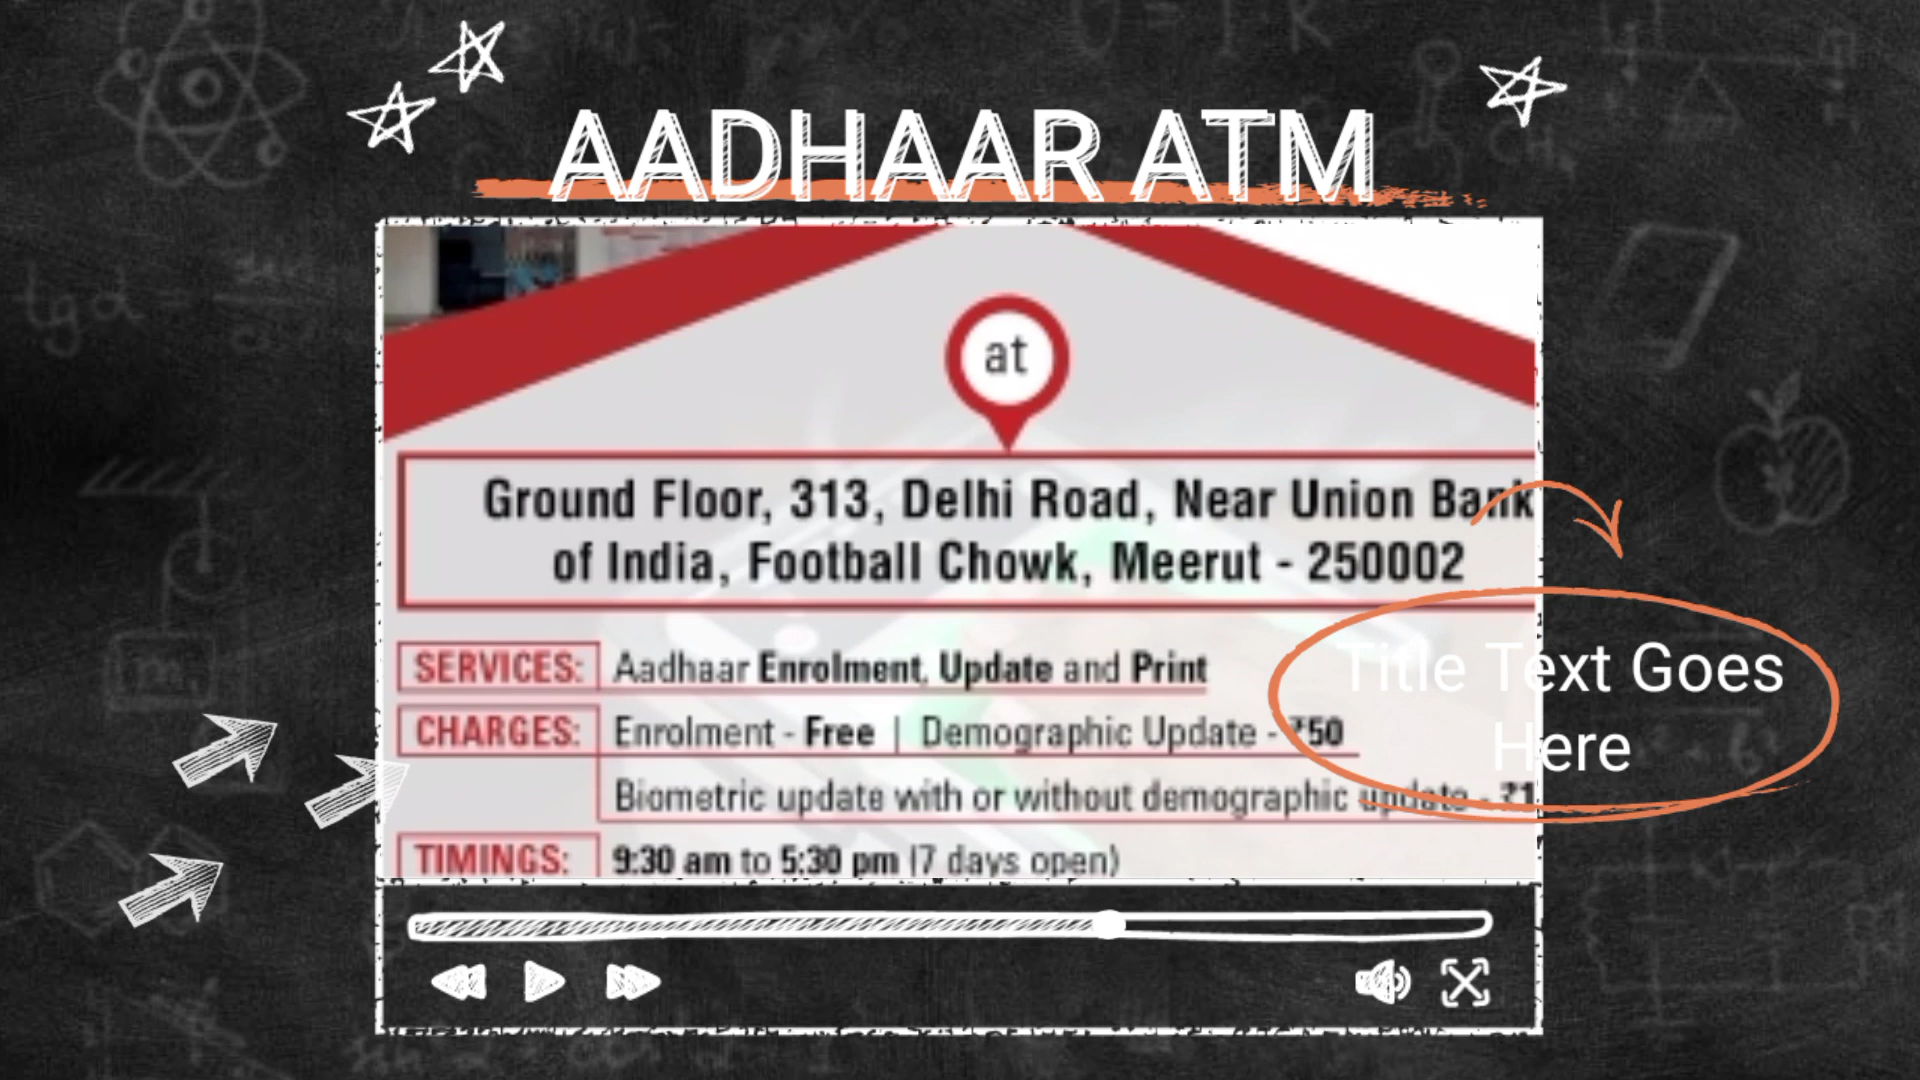 AADHAAR ATM
at
Ground Floor, 313, Delhi Road, Near Union Bank
of India, Football Chowk, Meerut - 250002
SERVICES: Aadhaar Enrolment, Update and Print
CHARGES: Enrolment - Free | Demographic Update - ₹50
Biometric update with or without demographic update - ₹1
TIMINGS: 9:30 am to 5:30 pm (7 days open)
Title Text Goes
Here